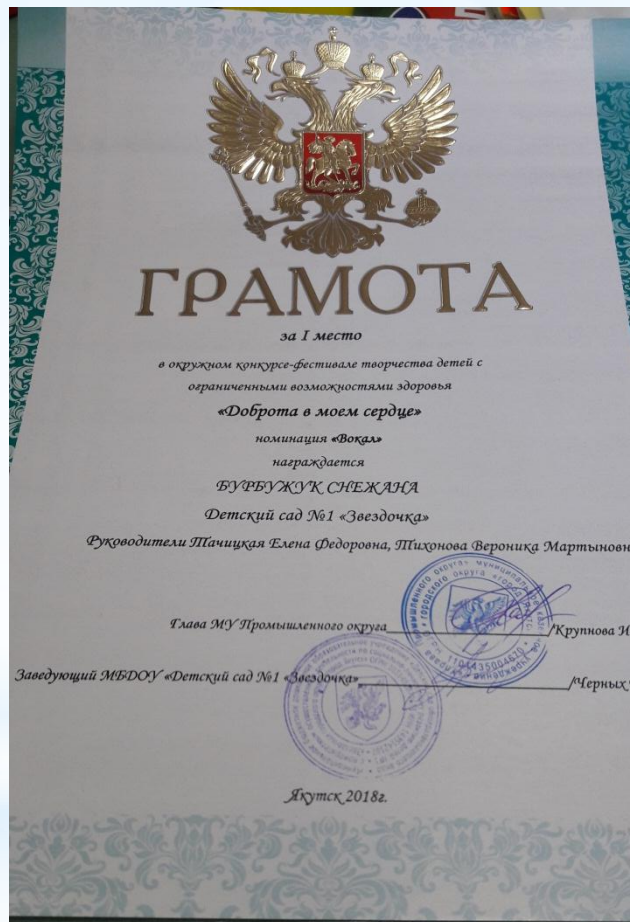 ГРАМОТА
за I место
в окружном конкурсе-фестивале творчества детей с
ограниченными возможностями здоровья
«Доброта в моем сердце»
номинация «Вокал»
награждается
БУРБУЖУК СНЕЖАНА
Детский сад №1 «Звездочка»
Руководители Тачицкая Елена Федоровна, Тихонова Вероника Мартыновн
Глава МУ Промышленного округа /Крупнова И
Заведующий МБДОУ «Детский сад №1 «Звездочка» /Черных
Якутск 2018г.